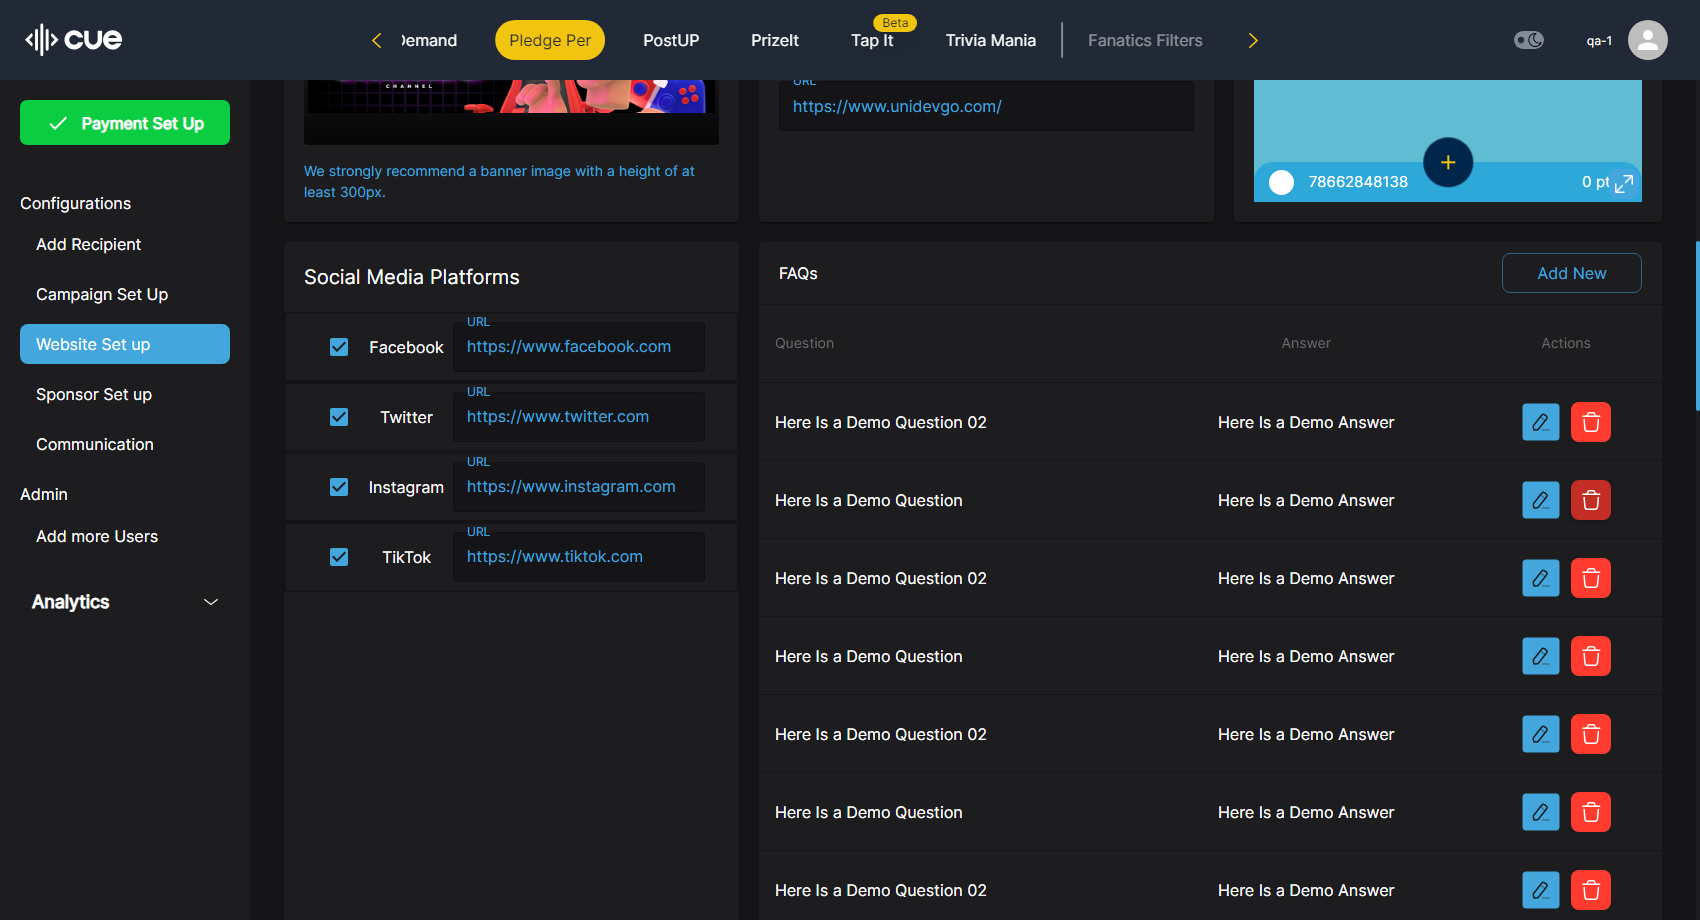 cue
Demand
Pledge Per
PostUP
PrizeIt
Beta
Tap It
Trivia Mania
Fanatics Filters
qa-1
Payment Set Up
Configurations
Add Recipient
Campaign Set Up
Website Set up
Sponsor Set up
Communication
Admin
Add more Users
Analytics
CHANNEL
We strongly recommend a banner image with a height of at
least 300px.
URL
https://www.unidevgo.com/
78662848138
0 pt
Social Media Platforms
Facebook
URL
https://www.facebook.com
Twitter
URL
https://www.twitter.com
Instagram
URL
https://www.instagram.com
TikTok
URL
https://www.tiktok.com
FAQs
Add New
Question Answer Actions
Here Is a Demo Question 02 Here Is a Demo Answer
Here Is a Demo Question Here Is a Demo Answer
Here Is a Demo Question 02 Here Is a Demo Answer
Here Is a Demo Question Here Is a Demo Answer
Here Is a Demo Question 02 Here Is a Demo Answer
Here Is a Demo Question Here Is a Demo Answer
Here Is a Demo Question 02 Here Is a Demo Answer